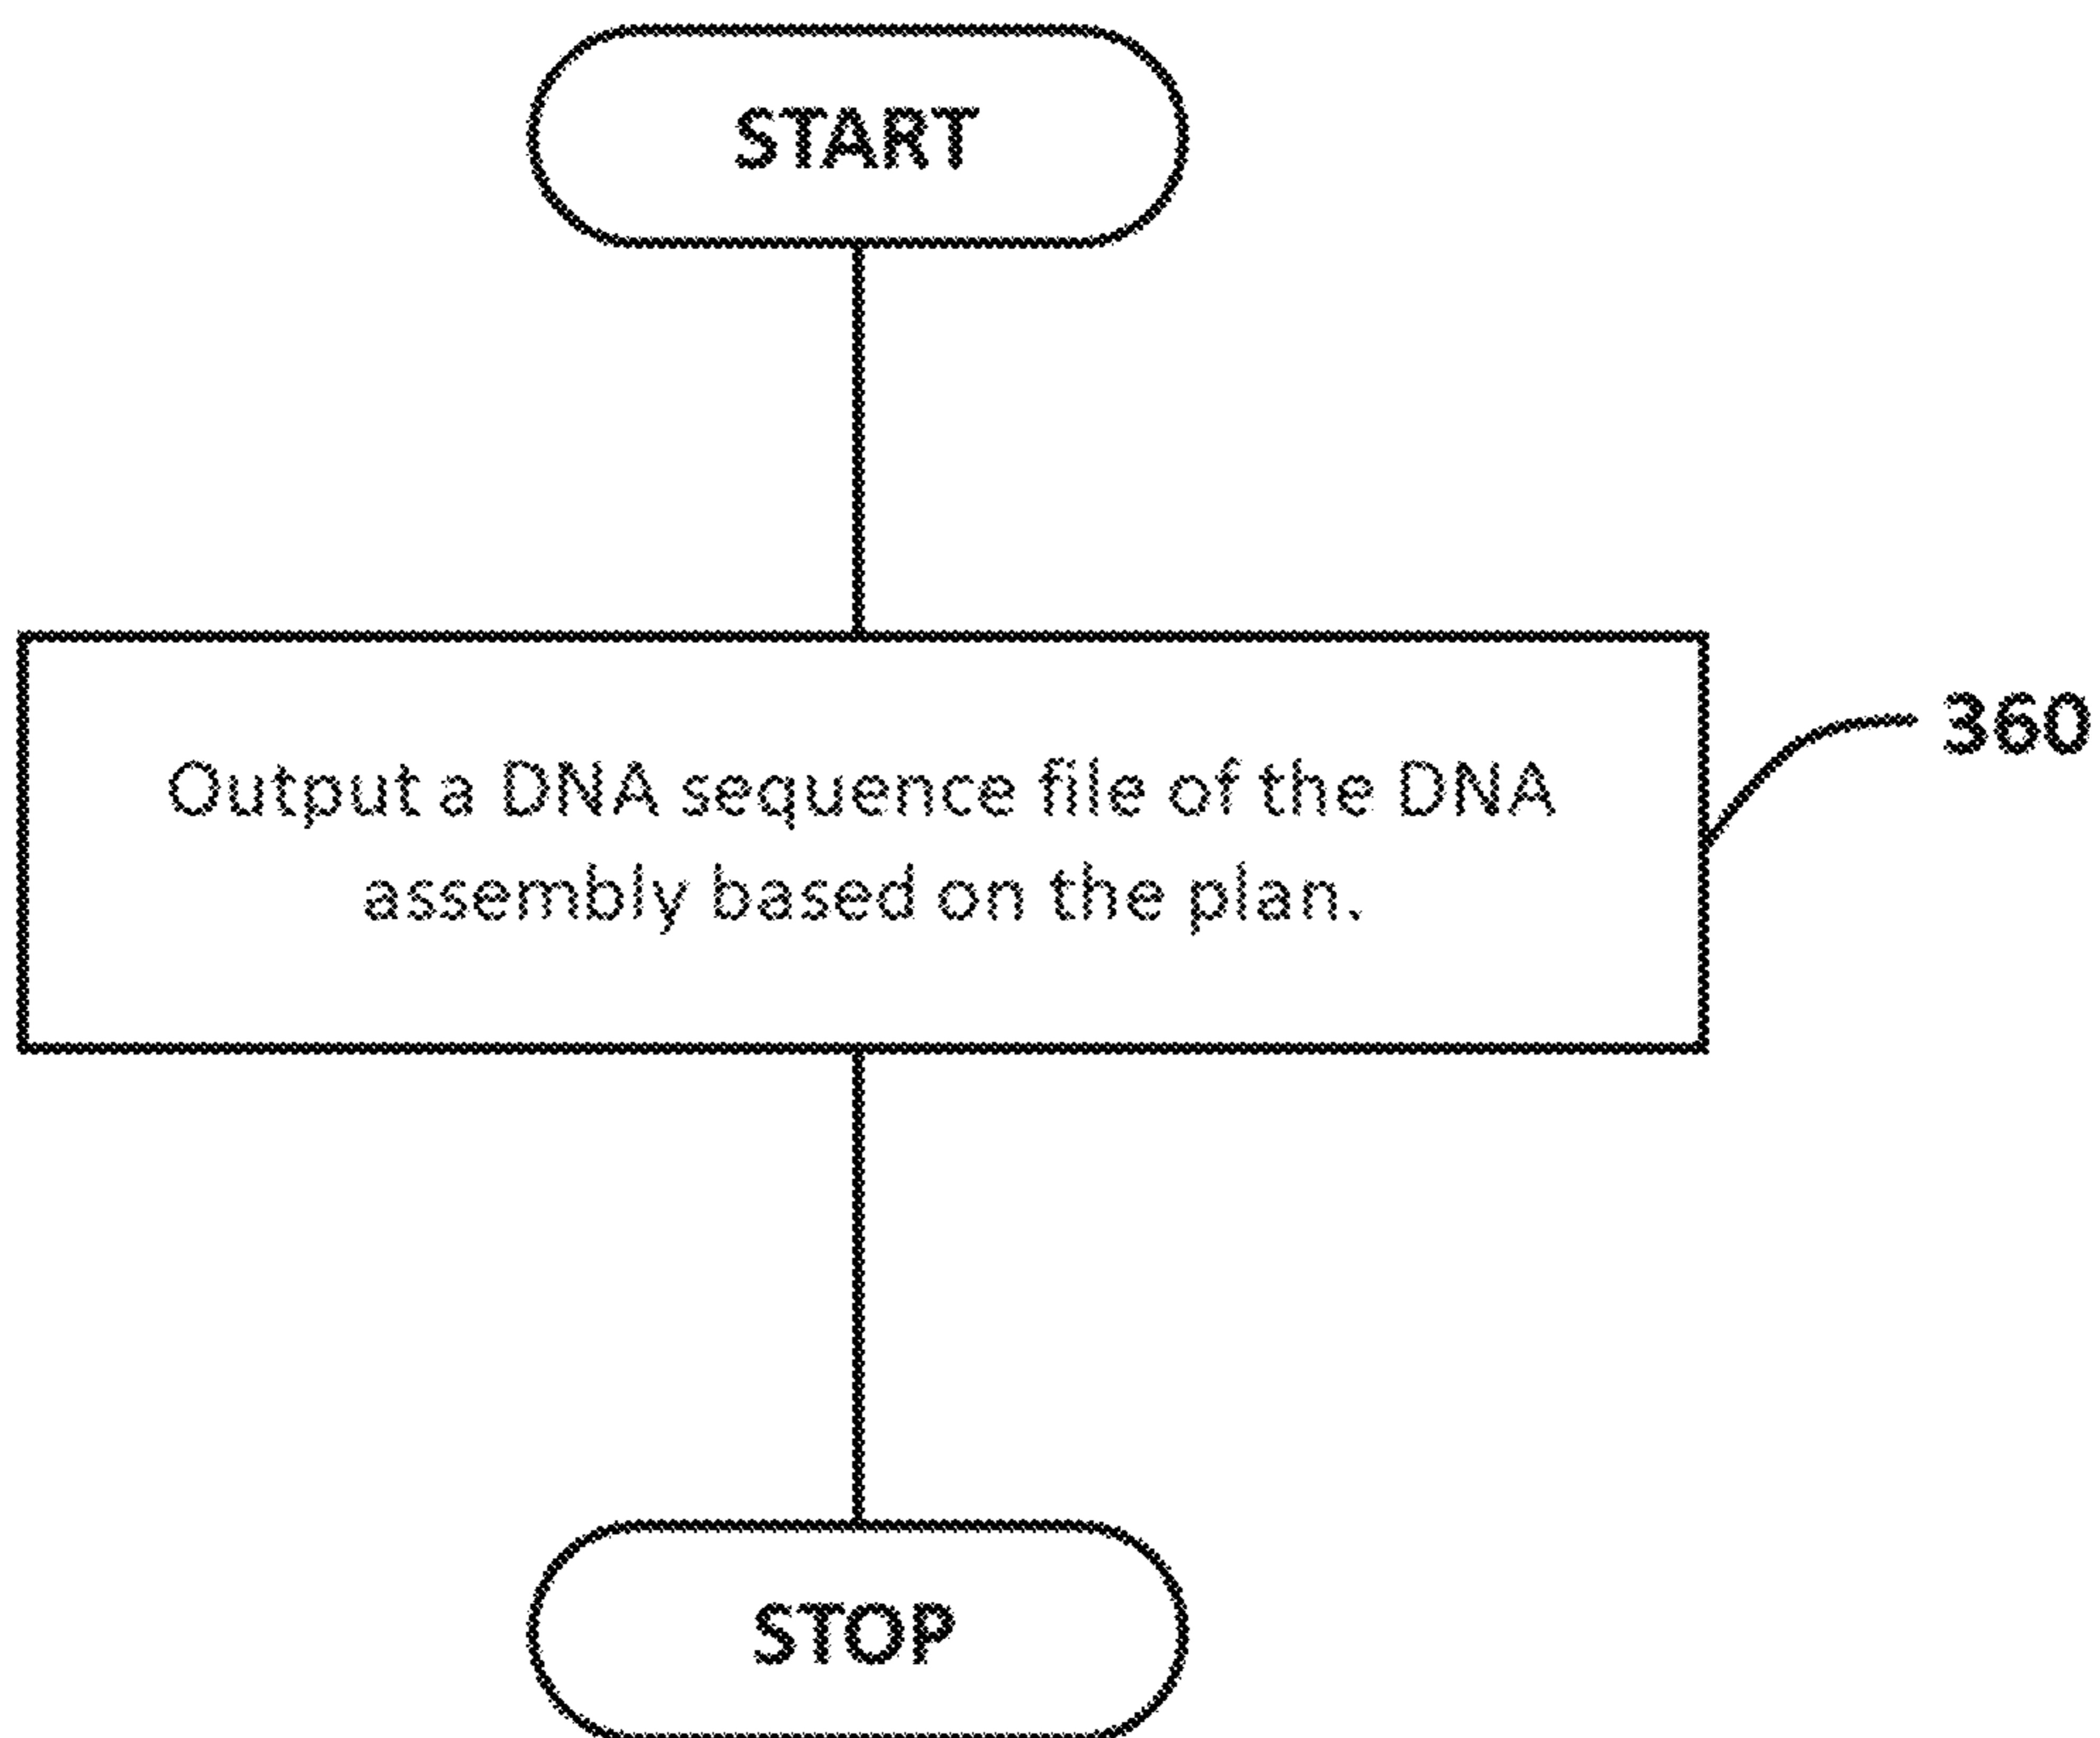 START
Output a DNA sequence file of the DNA
assembly based on the plan.
360
STOP